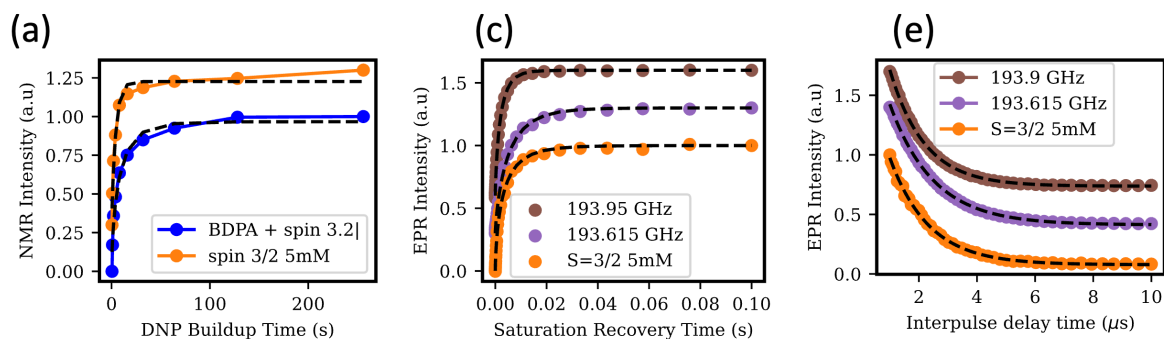 (a)
NMR Intensity (a.u)
1.25
1.00
0.75
0.50
0.25
0.00
BDPA + spin 3.2|
spin 3/2 5mM
0
100
200
DNP Buildup Time (s)
(c)
EPR Intensity (a.u)
1.5
1.0
0.5
0.0
193.95 GHz
193.615 GHz
S=3/2 5mM
0.00
0.02
0.04
0.06
0.08
0.10
Saturation Recovery Time (s)
(e)
EPR Intensity (a.u)
1.5
1.0
0.5
0.0
193.9 GHz
193.615 GHz
S=3/2 5mM
2
4
6
8
10
Interpulse delay time (μs)